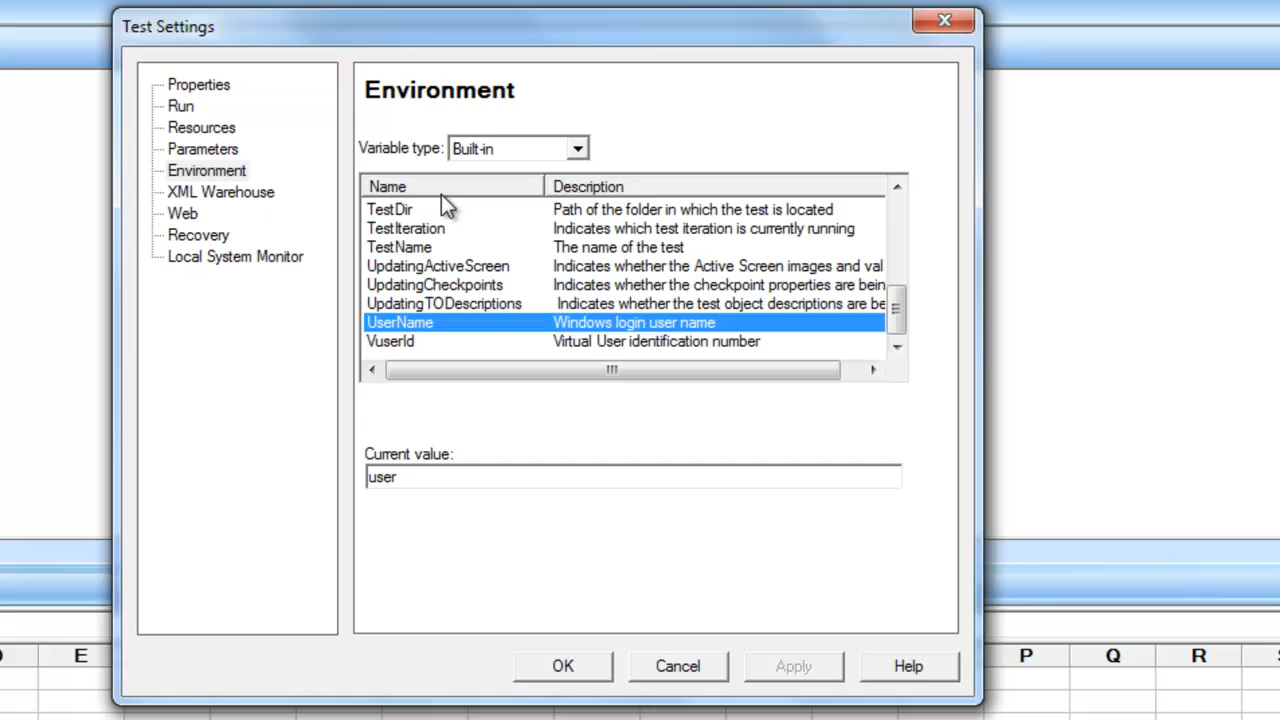 Test Settings
Properties
Run
Resources
Parameters
Environment
XML Warehouse
Web
Recovery
Local System Monitor
Environment
Variable type: Built-in
Name Description
TestDir Path of the folder in which the test is located
TestIteration Indicates which test iteration is currently running
TestName The name of the test
UpdatingActiveScreen Indicates whether the Active Screen images and val
UpdatingCheckpoints Indicates whether the checkpoint properties are bein
UpdatingTODescriptions Indicates whether the test object descriptions are be
UserName Windows login user name
VuserId Virtual User identification number
Current value:
user
OK Cancel Apply Help
E P Q R